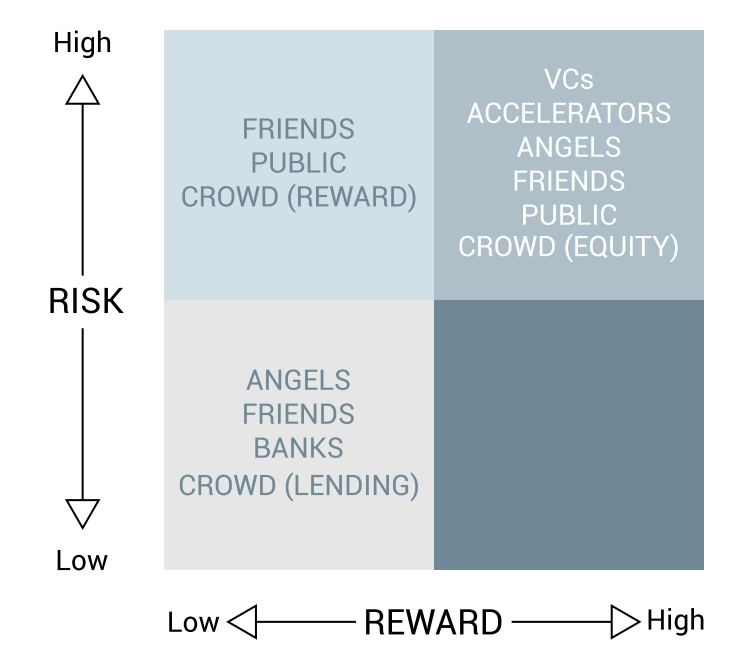 High
FRIENDS
PUBLIC
CROWD (REWARD)
VCs
ACCELERATORS
ANGELS
FRIENDS
PUBLIC
CROWD (EQUITY)
RISK
ANGELS
FRIENDS
BANKS
CROWD (LENDING)
Low
Low
REWARD
High